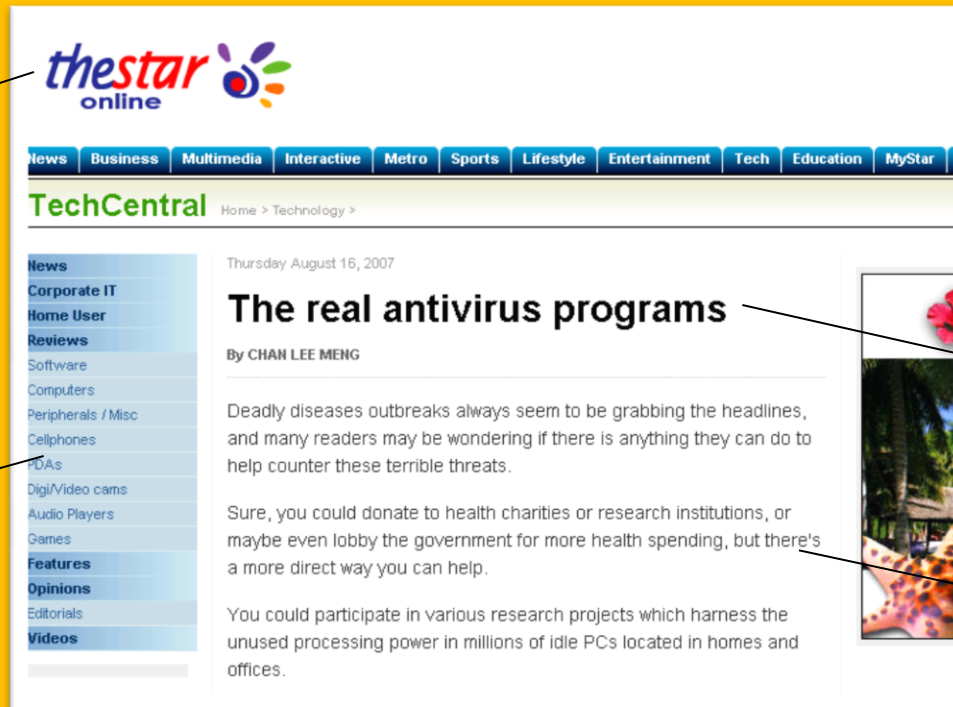 thestar
online
News Business Multimedia Interactive Metro Sports Lifestyle Entertainment Tech Education MyStar
TechCentral Home > Technology >
News
Corporate IT
Home User
Reviews
Software
Computers
Peripherals / Misc
Cellphones
PDAs
Digi/Video cams
Audio Players
Games
Features
Opinions
Editorials
Videos
Thursday August 16, 2007
The real antivirus programs
By CHAN LEE MENG
Deadly diseases outbreaks always seem to be grabbing the headlines,
and many readers may be wondering if there is anything they can do to
help counter these terrible threats.
Sure, you could donate to health charities or research institutions, or
maybe even lobby the government for more health spending, but there's
a more direct way you can help.
You could participate in various research projects which harness the
unused processing power in millions of idle PCs located in homes and
offices.